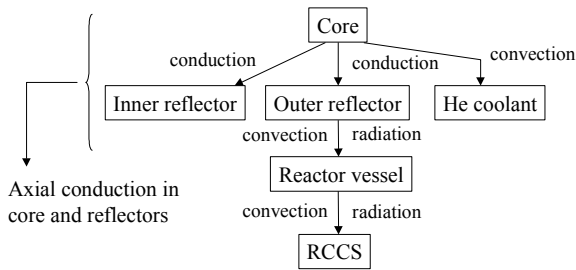 Core
conduction
conduction
convection
Inner reflector
Outer reflector
He coolant
convection
radiation
Reactor vessel
Axial conduction in
core and reflectors
convection
radiation
RCCS